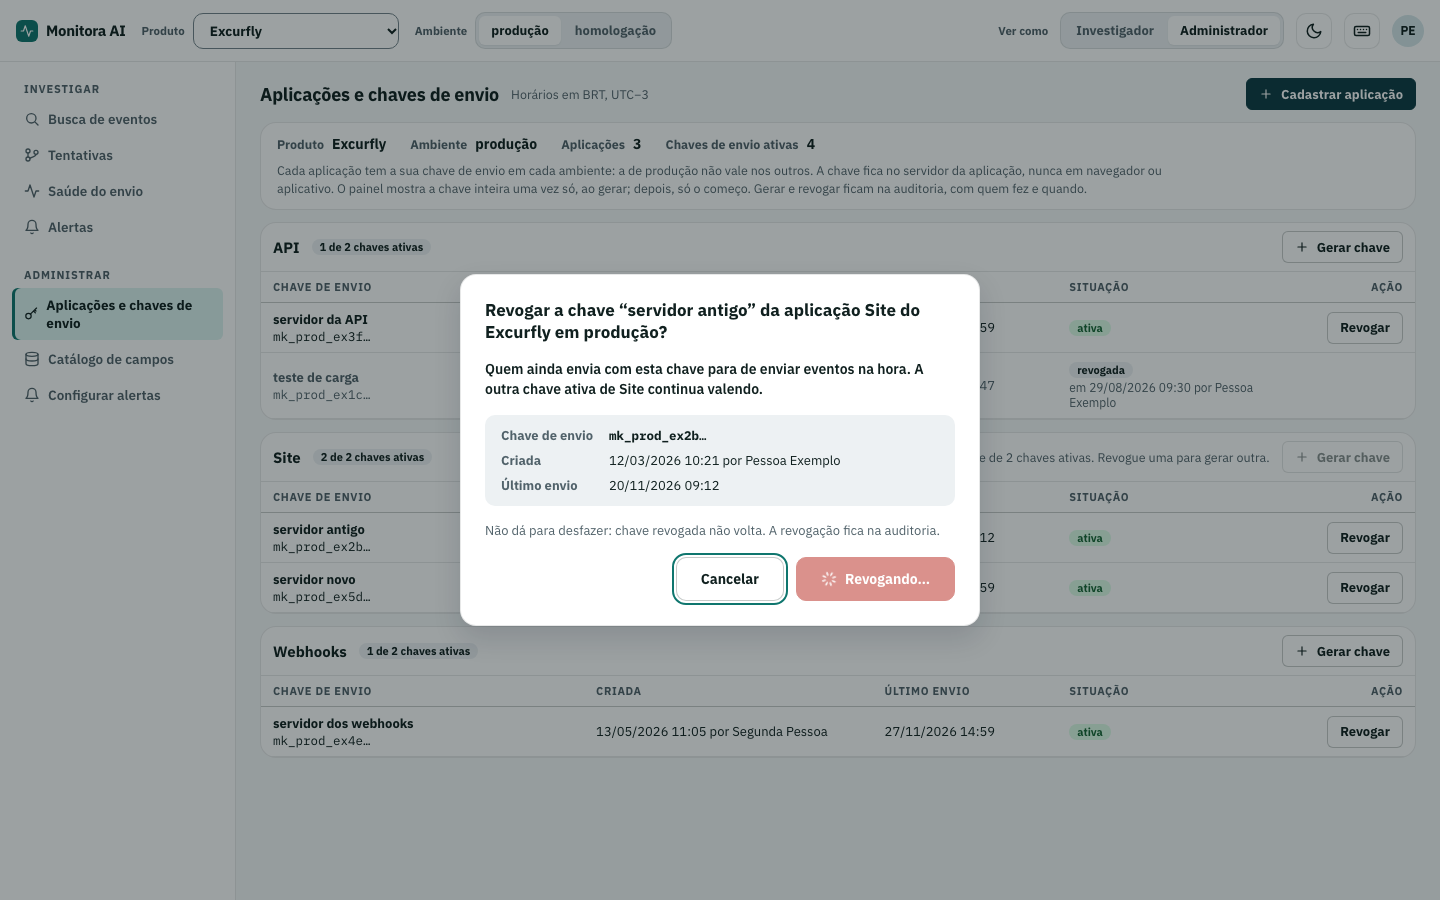 Monitora AI
Produto
Excurfly
Ambiente
produção
homologação
Ver como
Investigador
Administrador
PE
INVESTIGAR
Busca de eventos
Tentativas
Saúde do envio
Alertas
ADMINISTRAR
Aplicações e chaves de
envio
Catálogo de campos
Configurar alertas
Aplicações e chaves de envio
Horários em BRT, UTC−3
Cadastrar aplicação
Produto Excurfly
Ambiente produção
Aplicações 3
Chaves de envio ativas 4
Cada aplicação tem a sua chave de envio em cada ambiente: a de produção não vale nos outros. A chave fica no servidor da aplicação, nunca em navegador ou
aplicativo. O painel mostra a chave inteira uma vez só, ao gerar; depois, só o começo. Gerar e revogar ficam na auditoria, com quem fez e quando.
API
1 de 2 chaves ativas
Gerar chave
CHAVE DE ENVIO
SITUAÇÃO
AÇÃO
servidor da API
mk_prod_ex3f…
59
ativa
Revogar
teste de carga
mk_prod_ex1c…
47
revogada
em 29/08/2026 09:30 por Pessoa
Exemplo
Site
2 de 2 chaves ativas
e de 2 chaves ativas. Revogue uma para gerar outra.
Gerar chave
CHAVE DE ENVIO
SITUAÇÃO
AÇÃO
servidor antigo
mk_prod_ex2b…
12
ativa
Revogar
servidor novo
mk_prod_ex5d…
59
ativa
Revogar
Webhooks
1 de 2 chaves ativas
Gerar chave
CHAVE DE ENVIO
CRIADA
ÚLTIMO ENVIO
SITUAÇÃO
AÇÃO
servidor dos webhooks
mk_prod_ex4e…
13/05/2026 11:05 por Segunda Pessoa
27/11/2026 14:59
ativa
Revogar
Revogar a chave “servidor antigo” da aplicação Site do
Excurfly em produção?
Quem ainda envia com esta chave para de enviar eventos na hora. A
outra chave ativa de Site continua valendo.
Chave de envio mk_prod_ex2b…
Criada 12/03/2026 10:21 por Pessoa Exemplo
Último envio 20/11/2026 09:12
Não dá para desfazer: chave revogada não volta. A revogação fica na auditoria.
Cancelar
Revogando…